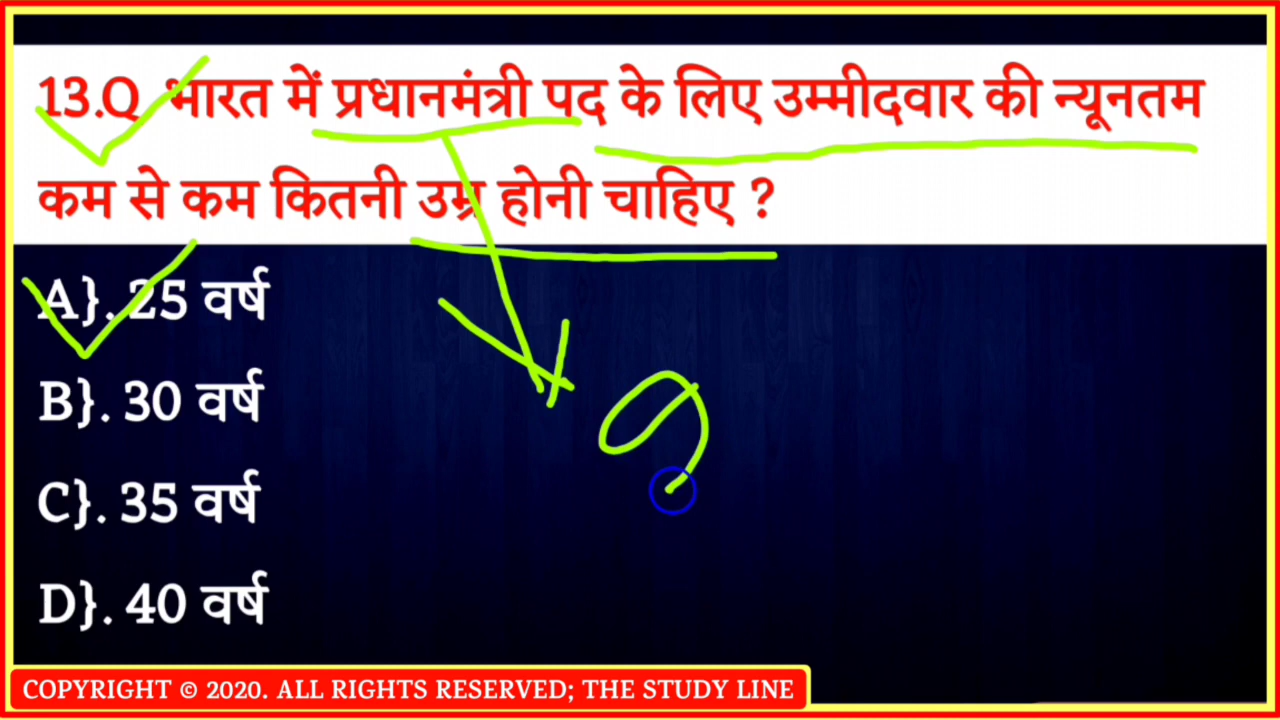 13.Q भारत में प्रधानमंत्री पद के लिए उम्मीदवार की न्यूनतम
कम से कम कितनी उम्र होनी चाहिए ?
A}. 25 वर्ष
B}. 30 वर्ष
C}. 35 वर्ष
D}. 40 वर्ष
COPYRIGHT © 2020. ALL RIGHTS RESERVED; THE STUDY LINE